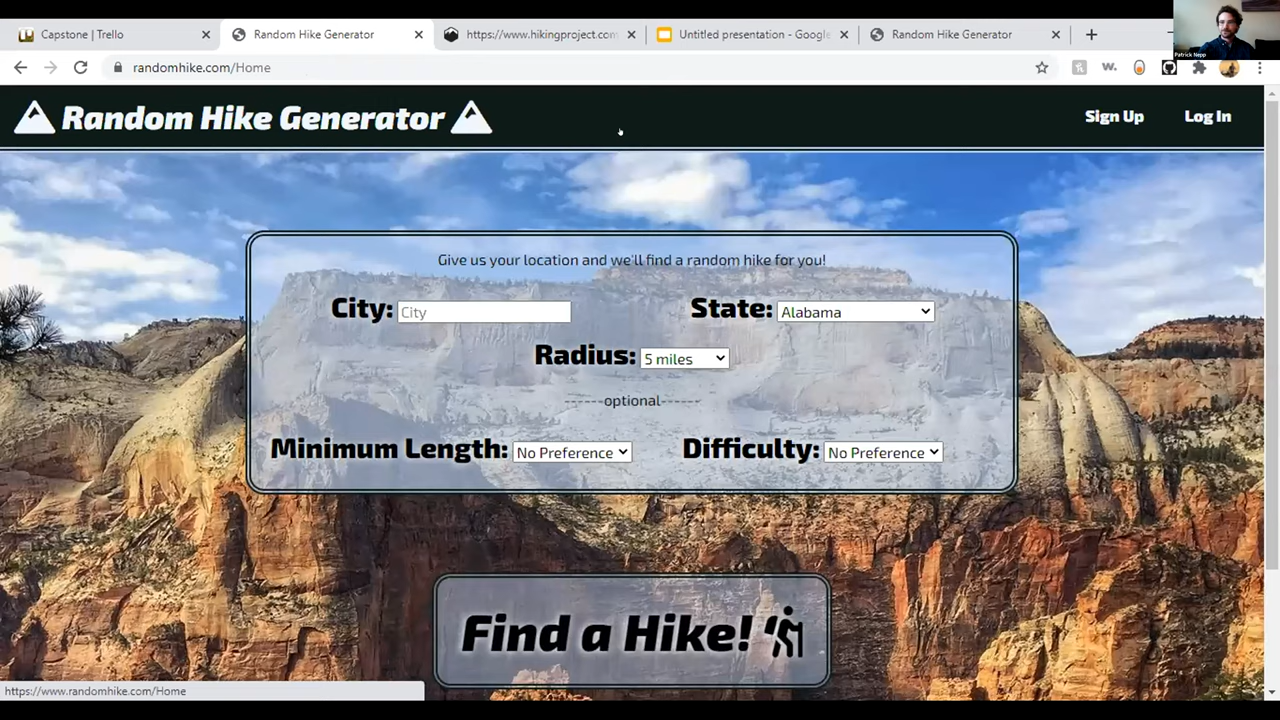 Capstone | Trello
Random Hike Generator
https://www.hikingproject.com
Untitled presentation - Google
Random Hike Generator
Patrick Nepp
randomhike.com/Home
w.
Random Hike Generator
Sign Up
Log In
Give us your location and we'll find a random hike for you!
City: City
State: Alabama
Radius: 5 miles
------optional------
Minimum Length: No Preference
Difficulty: No Preference
Find a Hike!
https://www.randomhike.com/Home